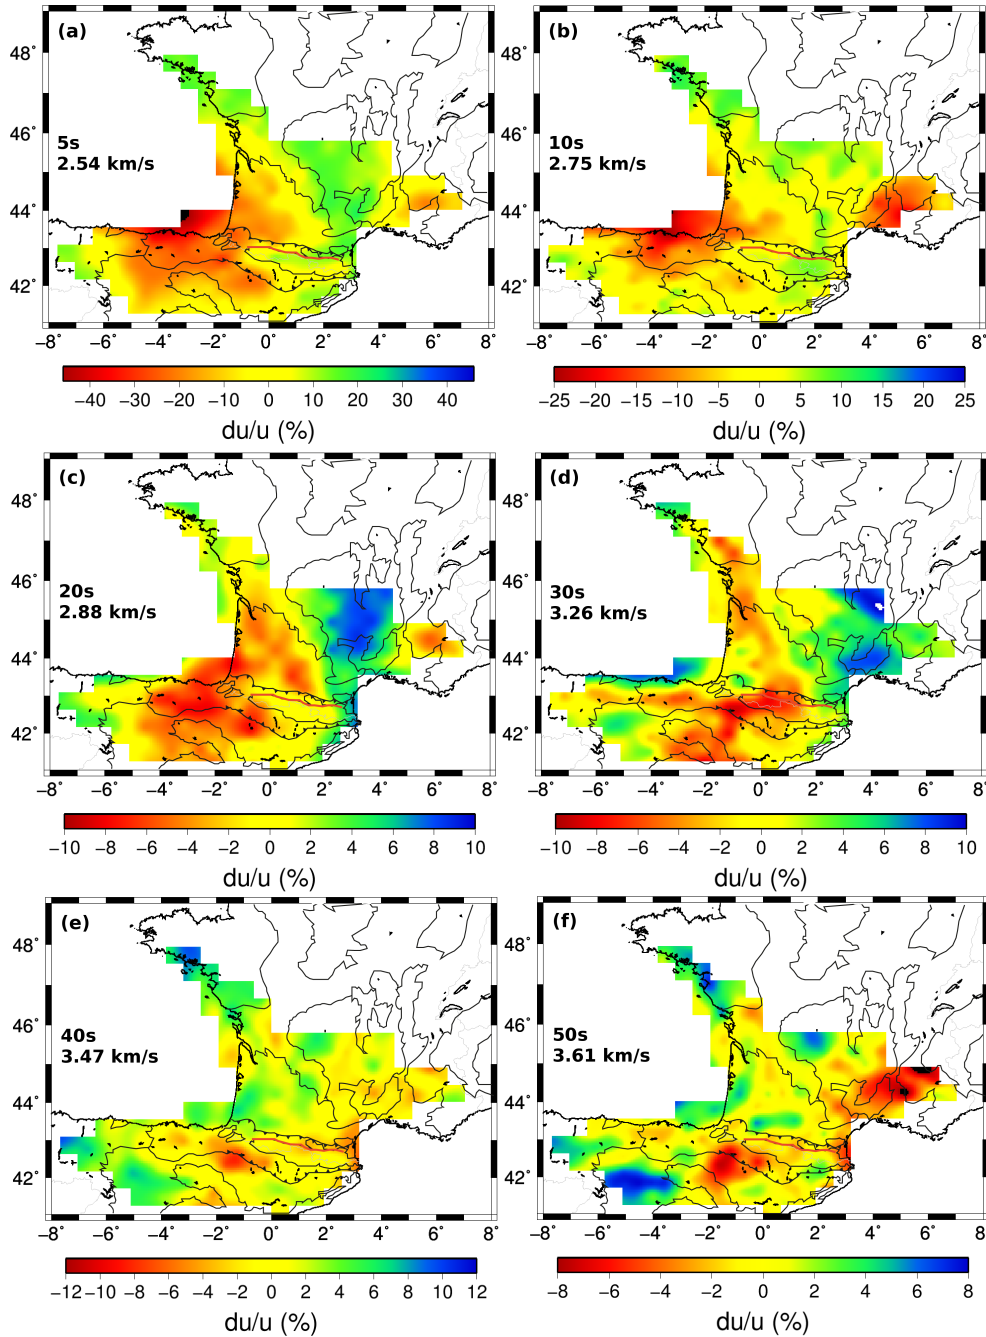 (a)
5s
2.54 km/s
48°
46°
44°
42°
−8° −6° −4° −2° 0° 2° 4° 6° 8°
−40 −30 −20 −10 0 10 20 30 40
du/u (%)
(b)
10s
2.75 km/s
48°
46°
44°
42°
−8° −6° −4° −2° 0° 2° 4° 6° 8°
−25 −20 −15 −10 −5 0 5 10 15 20 25
du/u (%)
(c)
20s
2.88 km/s
48°
46°
44°
42°
−8° −6° −4° −2° 0° 2° 4° 6° 8°
−10 −8 −6 −4 −2 0 2 4 6 8 10
du/u (%)
(d)
30s
3.26 km/s
48°
46°
44°
42°
−8° −6° −4° −2° 0° 2° 4° 6° 8°
−10 −8 −6 −4 −2 0 2 4 6 8 10
du/u (%)
(e)
40s
3.47 km/s
48°
46°
44°
42°
−8° −6° −4° −2° 0° 2° 4° 6° 8°
−12 −10 −8 −6 −4 −2 0 2 4 6 8 10 12
du/u (%)
(f)
50s
3.61 km/s
48°
46°
44°
42°
−8° −6° −4° −2° 0° 2° 4° 6° 8°
−8 −6 −4 −2 0 2 4 6 8
du/u (%)